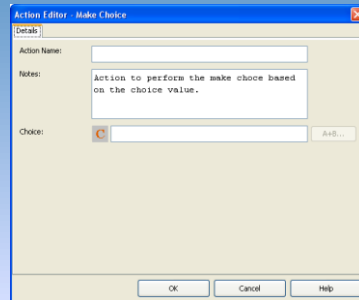 Action Editor - Make Choice
Details
Action Name:
Notes:
Action to perform the make choce based
on the choice value.
Choice:
C
A+B...
OK Cancel Help